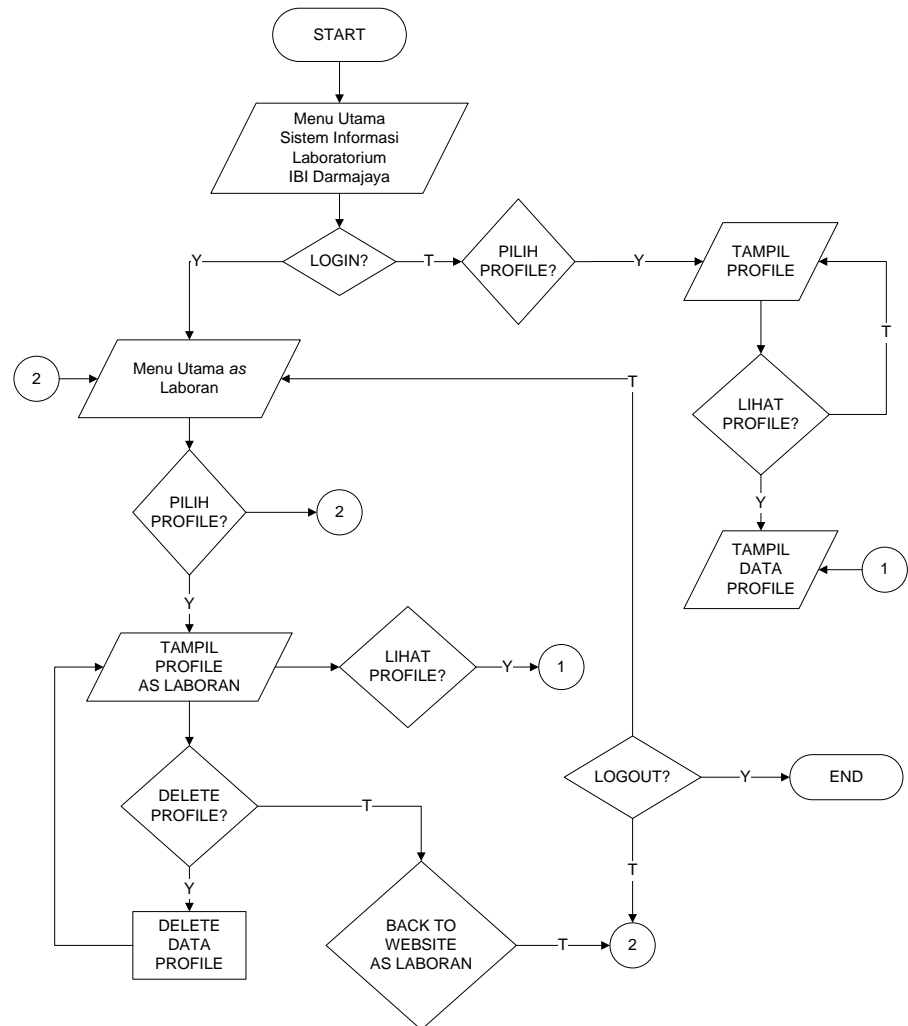 START
Menu Utama
Sistem Informasi
Laboratorium
IBI Darmajaya
LOGIN?
Y
T
PILIH
PROFILE?
Y
TAMPIL
PROFILE
T
LIHAT
PROFILE?
Y
TAMPIL
DATA
PROFILE
1
2
Menu Utama as
Laboran
T
PILIH
PROFILE?
2
Y
TAMPIL
PROFILE
AS LABORAN
LIHAT
PROFILE?
Y
1
DELETE
PROFILE?
T
Y
DELETE
DATA
PROFILE
BACK TO
WEBSITE
AS LABORAN
T
2
LOGOUT?
Y
END
T